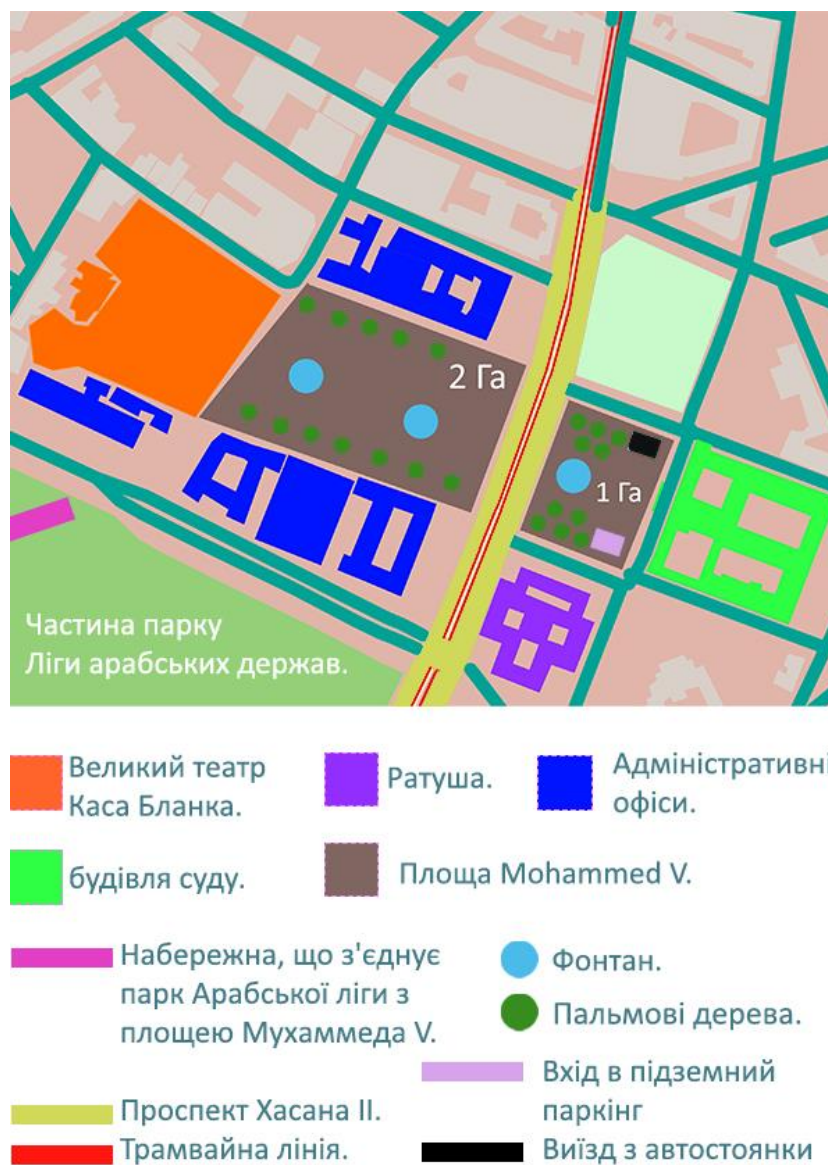 2 Га
1 Га
Частина парку
Ліги арабських держав.
Великий театр
Каса Бланка.
Ратуша.
Адміністративні
офіси.
будівля суду.
Площа Mohammed V.
Набережна, що з'єднує
парк Арабської ліги з
площею Мухаммеда V.
Фонтан.
Пальмові дерева.
Вхід в підземний
паркінг
Проспект Хасана II.
Трамвайна лінія.
Виїзд з автостоянки